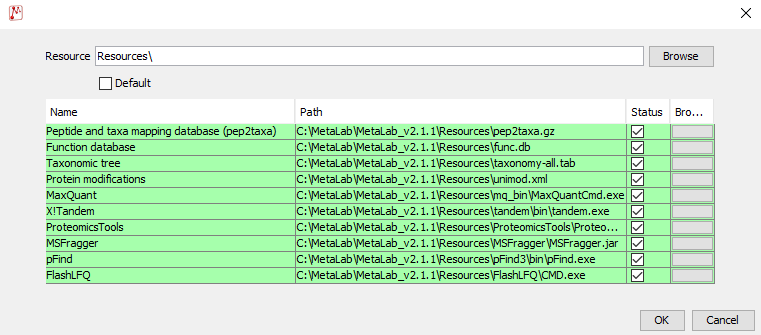 Resource Resources\ Browse
Default
Name Path Status Bro...
Peptide and taxa mapping database (pep2taxa) C:\MetaLab\MetaLab_v2.1.1\Resources\pep2taxa.gz
Function database C:\MetaLab\MetaLab_v2.1.1\Resources\func.db
Taxonomic tree C:\MetaLab\MetaLab_v2.1.1\Resources\taxonomy-all.tab
Protein modifications C:\MetaLab\MetaLab_v2.1.1\Resources\unimod.xml
MaxQuant C:\MetaLab\MetaLab_v2.1.1\Resources\mq_bin\MaxQuantCmd.exe
X!Tandem C:\MetaLab\MetaLab_v2.1.1\Resources\tandem\bin\tandem.exe
ProteomicsTools C:\MetaLab\MetaLab_v2.1.1\Resources\ProteomicsTools\Proteo...
MSFragger C:\MetaLab\MetaLab_v2.1.1\Resources\MSFragger\MSFragger.jar
pFind C:\MetaLab\MetaLab_v2.1.1\Resources\pFind3\bin\pFind.exe
FlashLFQ C:\MetaLab\MetaLab_v2.1.1\Resources\FlashLFQ\CMD.exe
OK Cancel